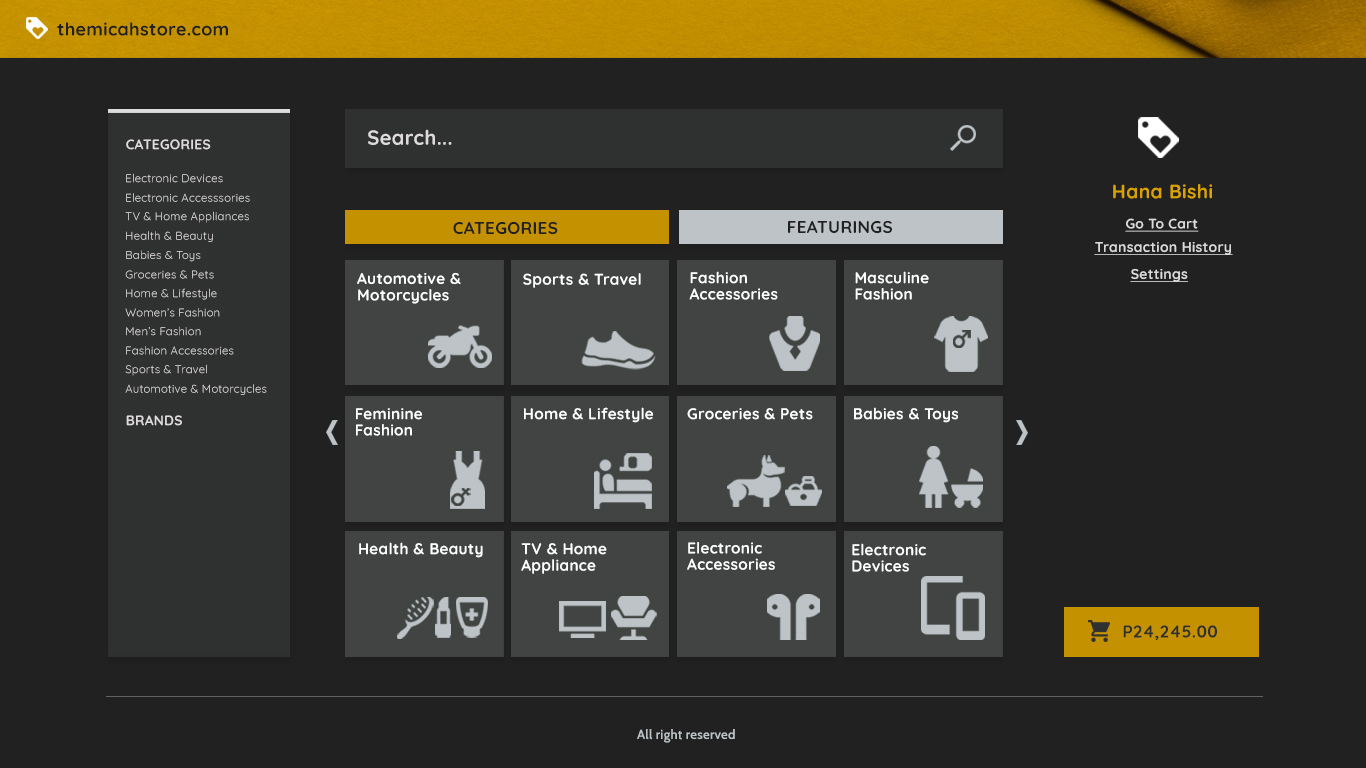 themicahstore.com
CATEGORIES
Electronic Devices
Electronic Accesssories
TV & Home Appliances
Health & Beauty
Babies & Toys
Groceries & Pets
Home & Lifestyle
Women's Fashion
Men's Fashion
Fashion Accessories
Sports & Travel
Automotive & Motorcycles
BRANDS
Search...
CATEGORIES
FEATURINGS
Automotive &
Motorcycles
Sports & Travel
Fashion
Accessories
Masculine
Fashion
Feminine
Fashion
Home & Lifestyle
Groceries & Pets
Babies & Toys
Health & Beauty
TV & Home
Appliance
Electronic
Accessories
Electronic
Devices
Hana Bishi
Go To Cart
Transaction History
Settings
P24,245.00
All right reserved